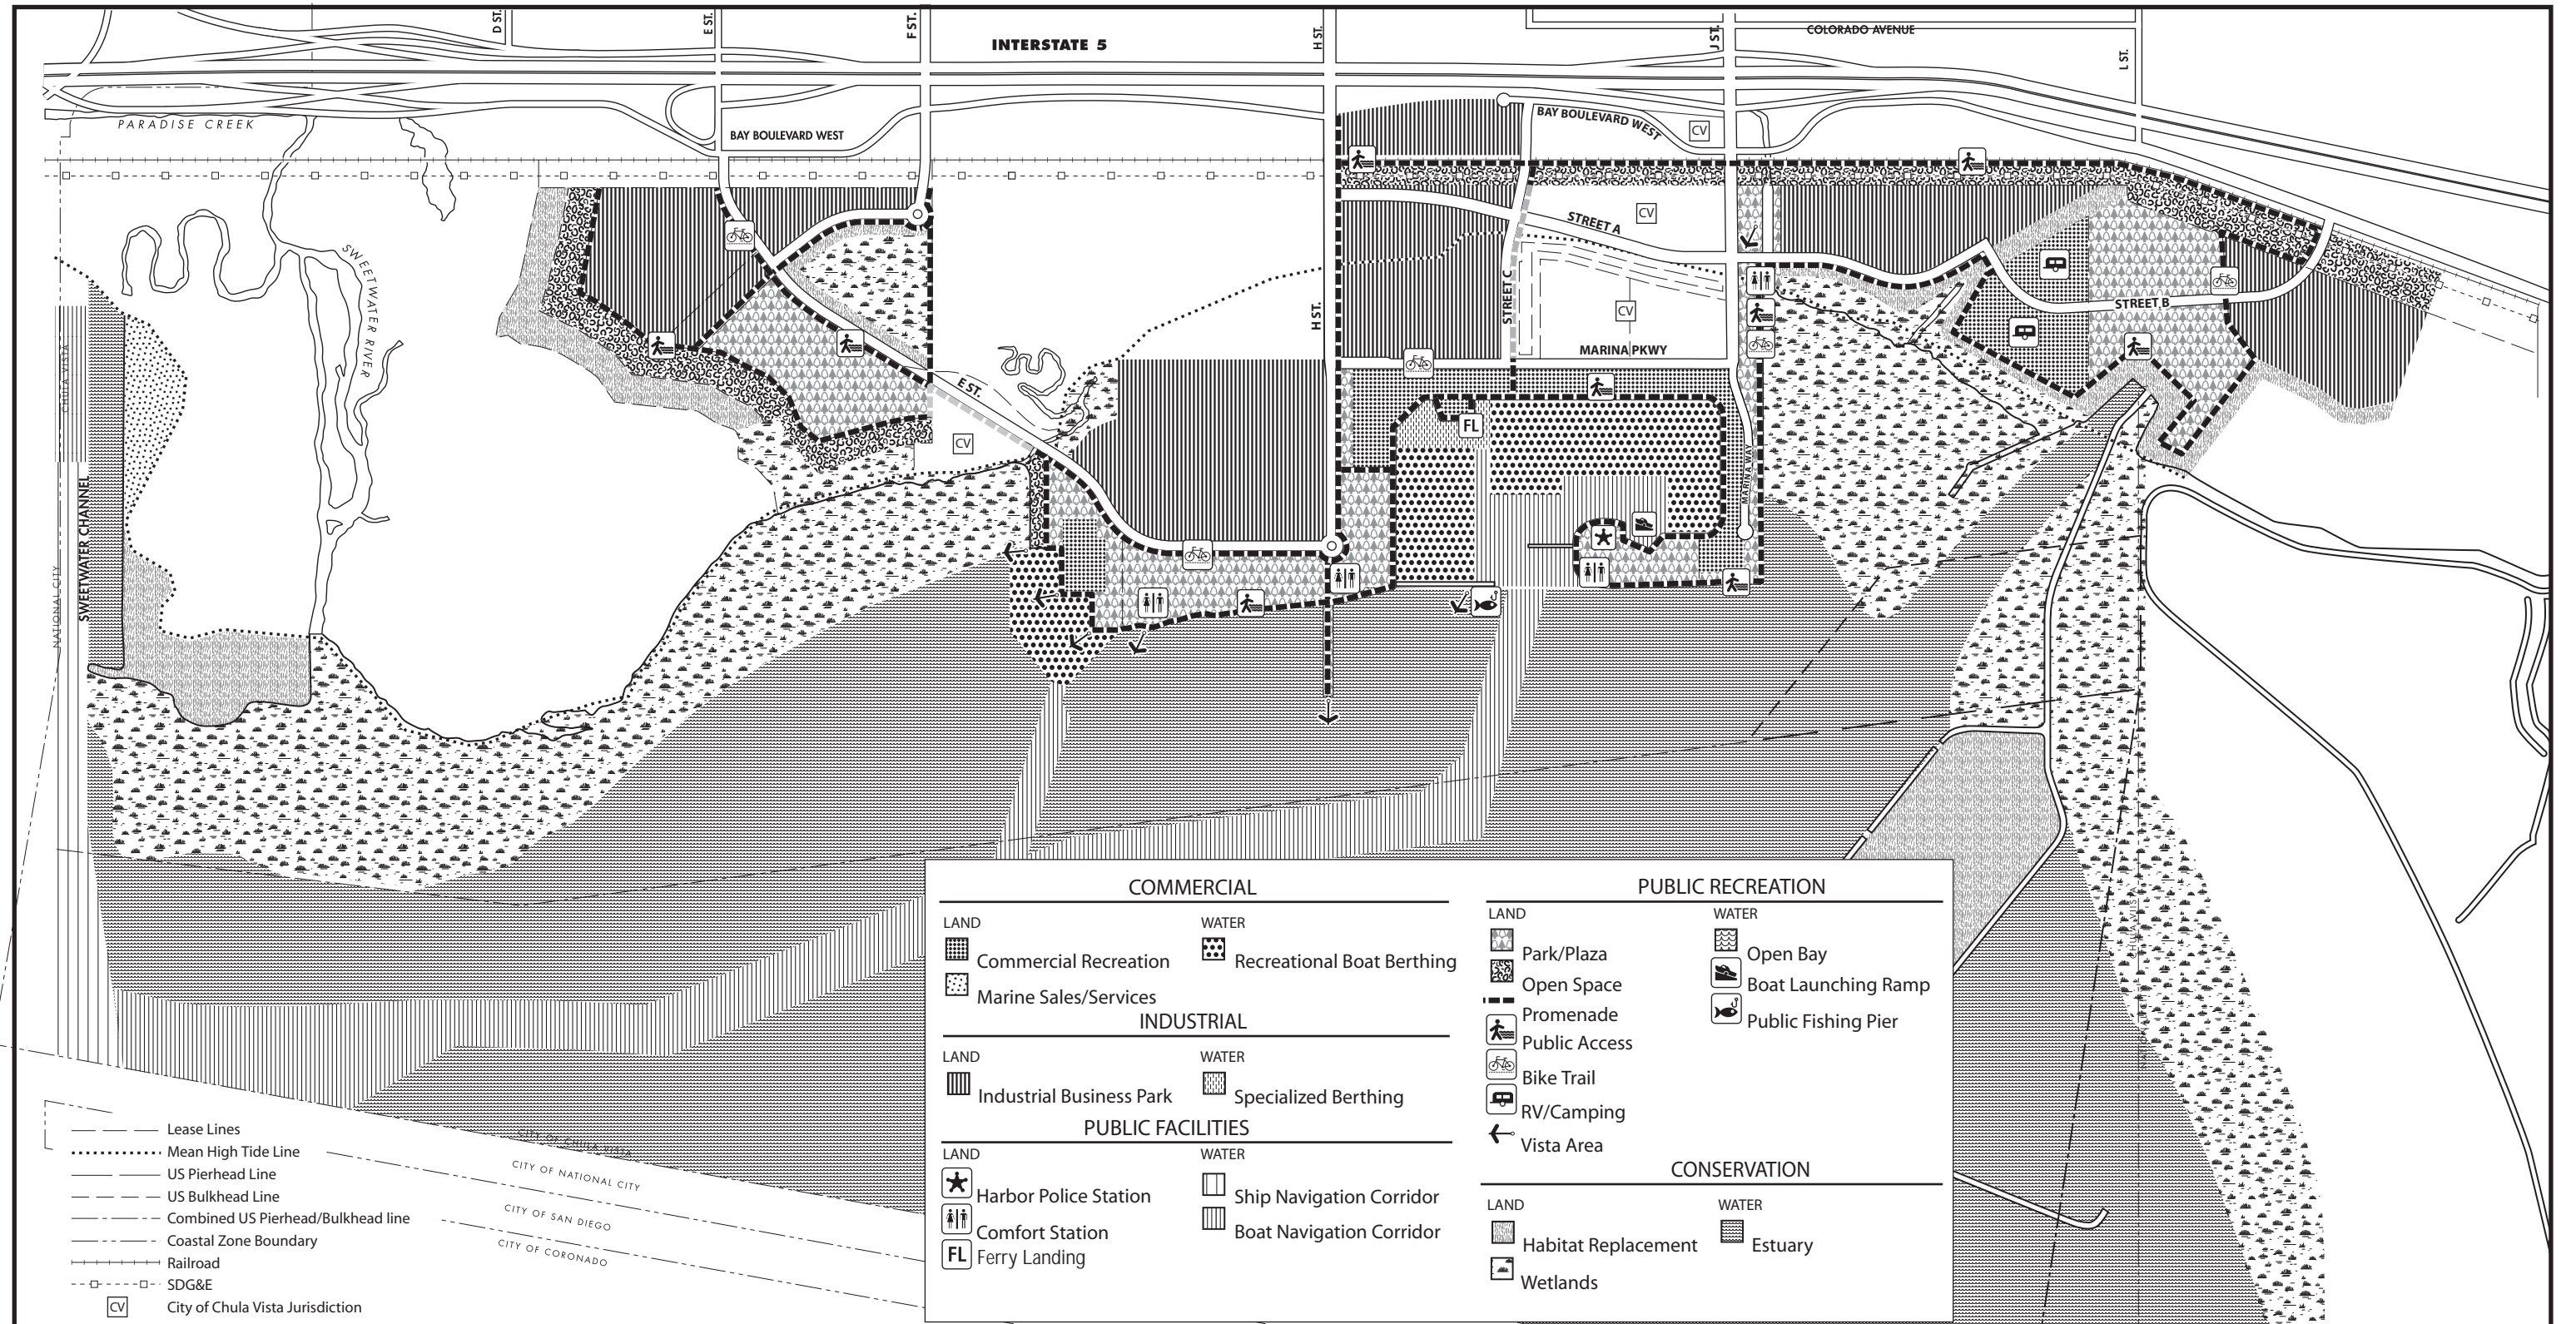 D ST.
E ST.
F ST.
INTERSTATE 5
H ST.
J ST.
COLORADO AVENUE
L ST.
PARADISE CREEK
BAY BOULEVARD WEST
BAY BOULEVARD WEST
CV
STREET A
CV
SWEETWATER RIVER
STREET C
CV
H ST.
STREET B
MARINA PKWY
CHULA VISTA
E ST.
FL
CV
MARINA WAY
SWEETWATER CHANNEL
NATIONAL CITY
CHULA VISTA
COMMERCIAL
LAND
WATER
Commercial Recreation
Recreational Boat Berthing
Marine Sales/Services
INDUSTRIAL
LAND
WATER
Industrial Business Park
Specialized Berthing
PUBLIC FACILITIES
LAND
WATER
Harbor Police Station
Ship Navigation Corridor
Comfort Station
Boat Navigation Corridor
FL Ferry Landing
PUBLIC RECREATION
LAND
WATER
Park/Plaza
Open Bay
Open Space
Boat Launching Ramp
Promenade
Public Fishing Pier
Public Access
Bike Trail
RV/Camping
Vista Area
CONSERVATION
LAND
WATER
Habitat Replacement
Estuary
Wetlands
Lease Lines
Mean High Tide Line
US Pierhead Line
US Bulkhead Line
Combined US Pierhead/Bulkhead line
Coastal Zone Boundary
Railroad
SDG&E
CV City of Chula Vista Jurisdiction
CITY OF CHULA VISTA
CITY OF NATIONAL CITY
CITY OF SAN DIEGO
CITY OF CORONADO